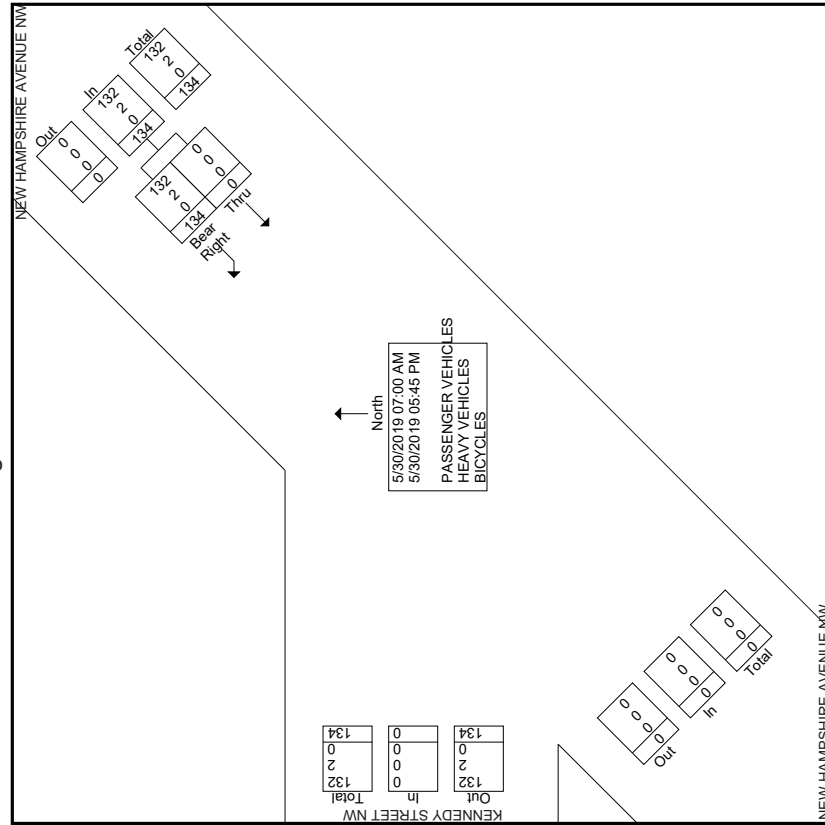 NEW HAMPSHIRE AVENUE NW
Out
0
0
0
0
In
132
2
0
134
Total
132
2
0
134
132
2
0
134
Bear
Right
0
0
0
0
Thru
North
5/30/2019 07:00 AM
5/30/2019 05:45 PM
PASSENGER VEHICLES
HEAVY VEHICLES
BICYCLES
KENNEDY STREET NW
Total
132
2
0
134
In
0
0
0
0
Out
132
2
0
134
Out
0
0
0
0
In
0
0
0
0
Total
0
0
0
0
NEW HAMPSHIRE AVENUE NW